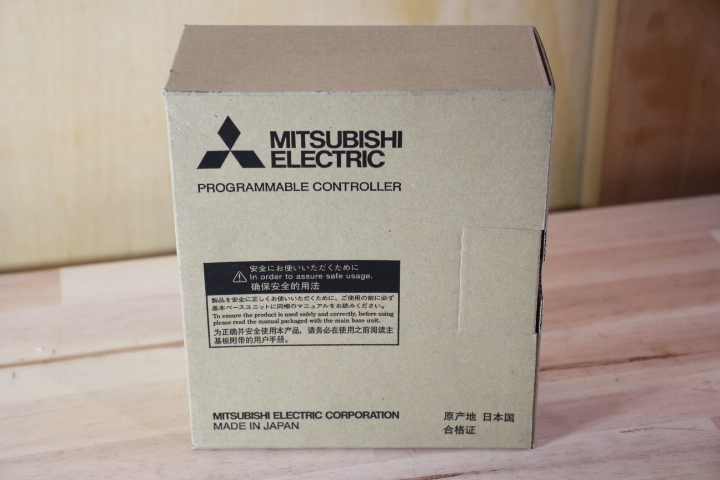 MITSUBISHI
ELECTRIC
PROGRAMMABLE CONTROLLER
安全にお使いいただくために
In order to assure safe usage.
确保安全的用法
製品を安全に正しくお使いいただくために、ご使用の前に必ず
基本ベースユニットに同梱のマニュアルをお読みください。
To ensure the product is used safely and correctly, before using
please read the manual packaged with the main base unit.
为正确并安全使用本产品，请务必在使用之前阅读主
基板附带的用户手册。
MITSUBISHI ELECTRIC CORPORATION
MADE IN JAPAN
原产地 日本国
合格证